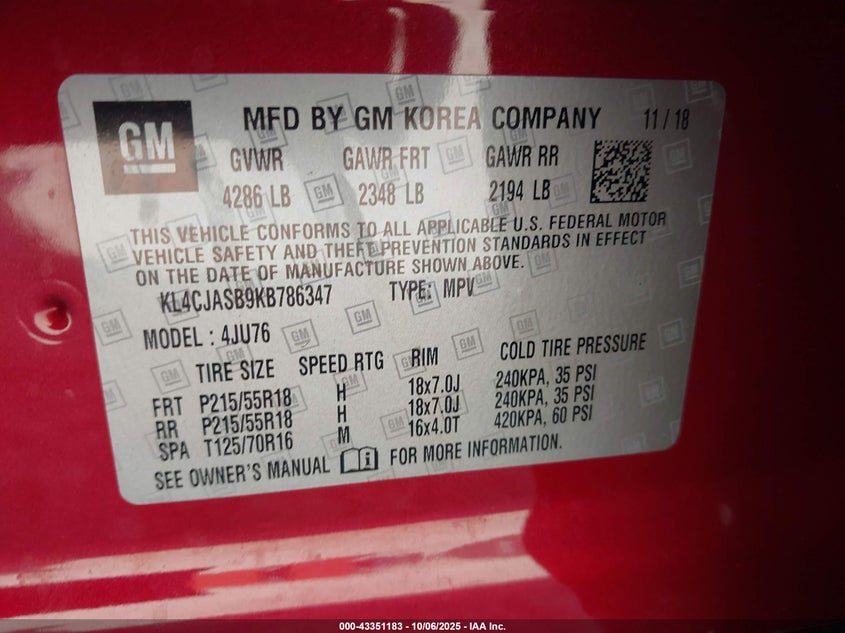 GM
MFD BY GM KOREA COMPANY 11/18
GVWR GAWR FRT GAWR RR
4286 LB 2348 LB 2194 LB
THIS VEHICLE CONFORMS TO ALL APPLICABLE U.S. FEDERAL MOTOR
VEHICLE SAFETY AND THEFT PREVENTION STANDARDS IN EFFECT
ON THE DATE OF MANUFACTURE SHOWN ABOVE.
KL4CJASB9KB786347 TYPE: MPV
MODEL : 4JU76
TIRE SIZE SPEED RTG RIM COLD TIRE PRESSURE
FRT P215/55R18 H 18x7.0J 240KPA, 35 PSI
RR P215/55R18 H 18x7.0J 240KPA, 35 PSI
SPA T125/70R16 M 16x4.0T 420KPA, 60 PSI
SEE OWNER'S MANUAL FOR MORE INFORMATION.
000-43351183 - 10/06/2025 - IAA Inc.